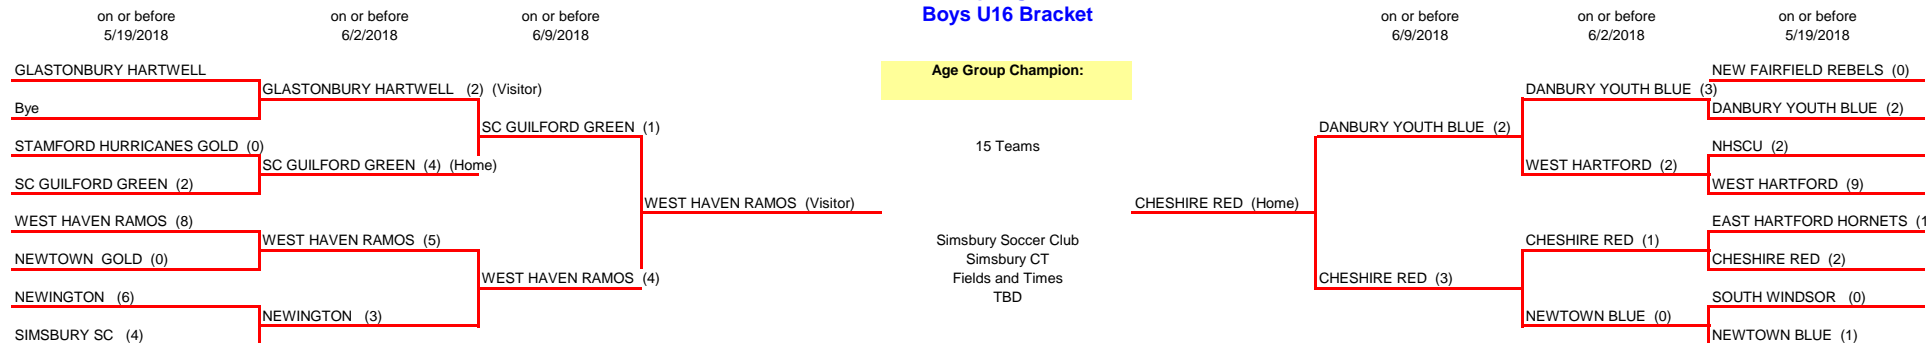 Boys U16 Bracket
on or before
5/19/2018
on or before
6/2/2018
on or before
6/9/2018
on or before
6/9/2018
on or before
6/2/2018
on or before
5/19/2018
GLASTONBURY HARTWELL
Bye
STAMFORD HURRICANES GOLD (0)
SC GUILFORD GREEN (2)
WEST HAVEN RAMOS (8)
NEWTOWN GOLD (0)
NEWINGTON (6)
SIMSBURY SC (4)
GLASTONBURY HARTWELL (2) (Visitor)
SC GUILFORD GREEN (4) (Home)
WEST HAVEN RAMOS (5)
NEWINGTON (3)
SC GUILFORD GREEN (1)
WEST HAVEN RAMOS (4)
WEST HAVEN RAMOS (Visitor)
Age Group Champion:
15 Teams
Simsbury Soccer Club
Simsbury CT
Fields and Times
TBD
CHESHIRE RED (Home)
DANBURY YOUTH BLUE (2)
CHESHIRE RED (3)
DANBURY YOUTH BLUE (3)
WEST HARTFORD (2)
CHESHIRE RED (1)
NEWTOWN BLUE (0)
NEW FAIRFIELD REBELS (0)
DANBURY YOUTH BLUE (2)
NHSCU (2)
WEST HARTFORD (9)
EAST HARTFORD HORNETS (1
CHESHIRE RED (2)
SOUTH WINDSOR (0)
NEWTOWN BLUE (1)